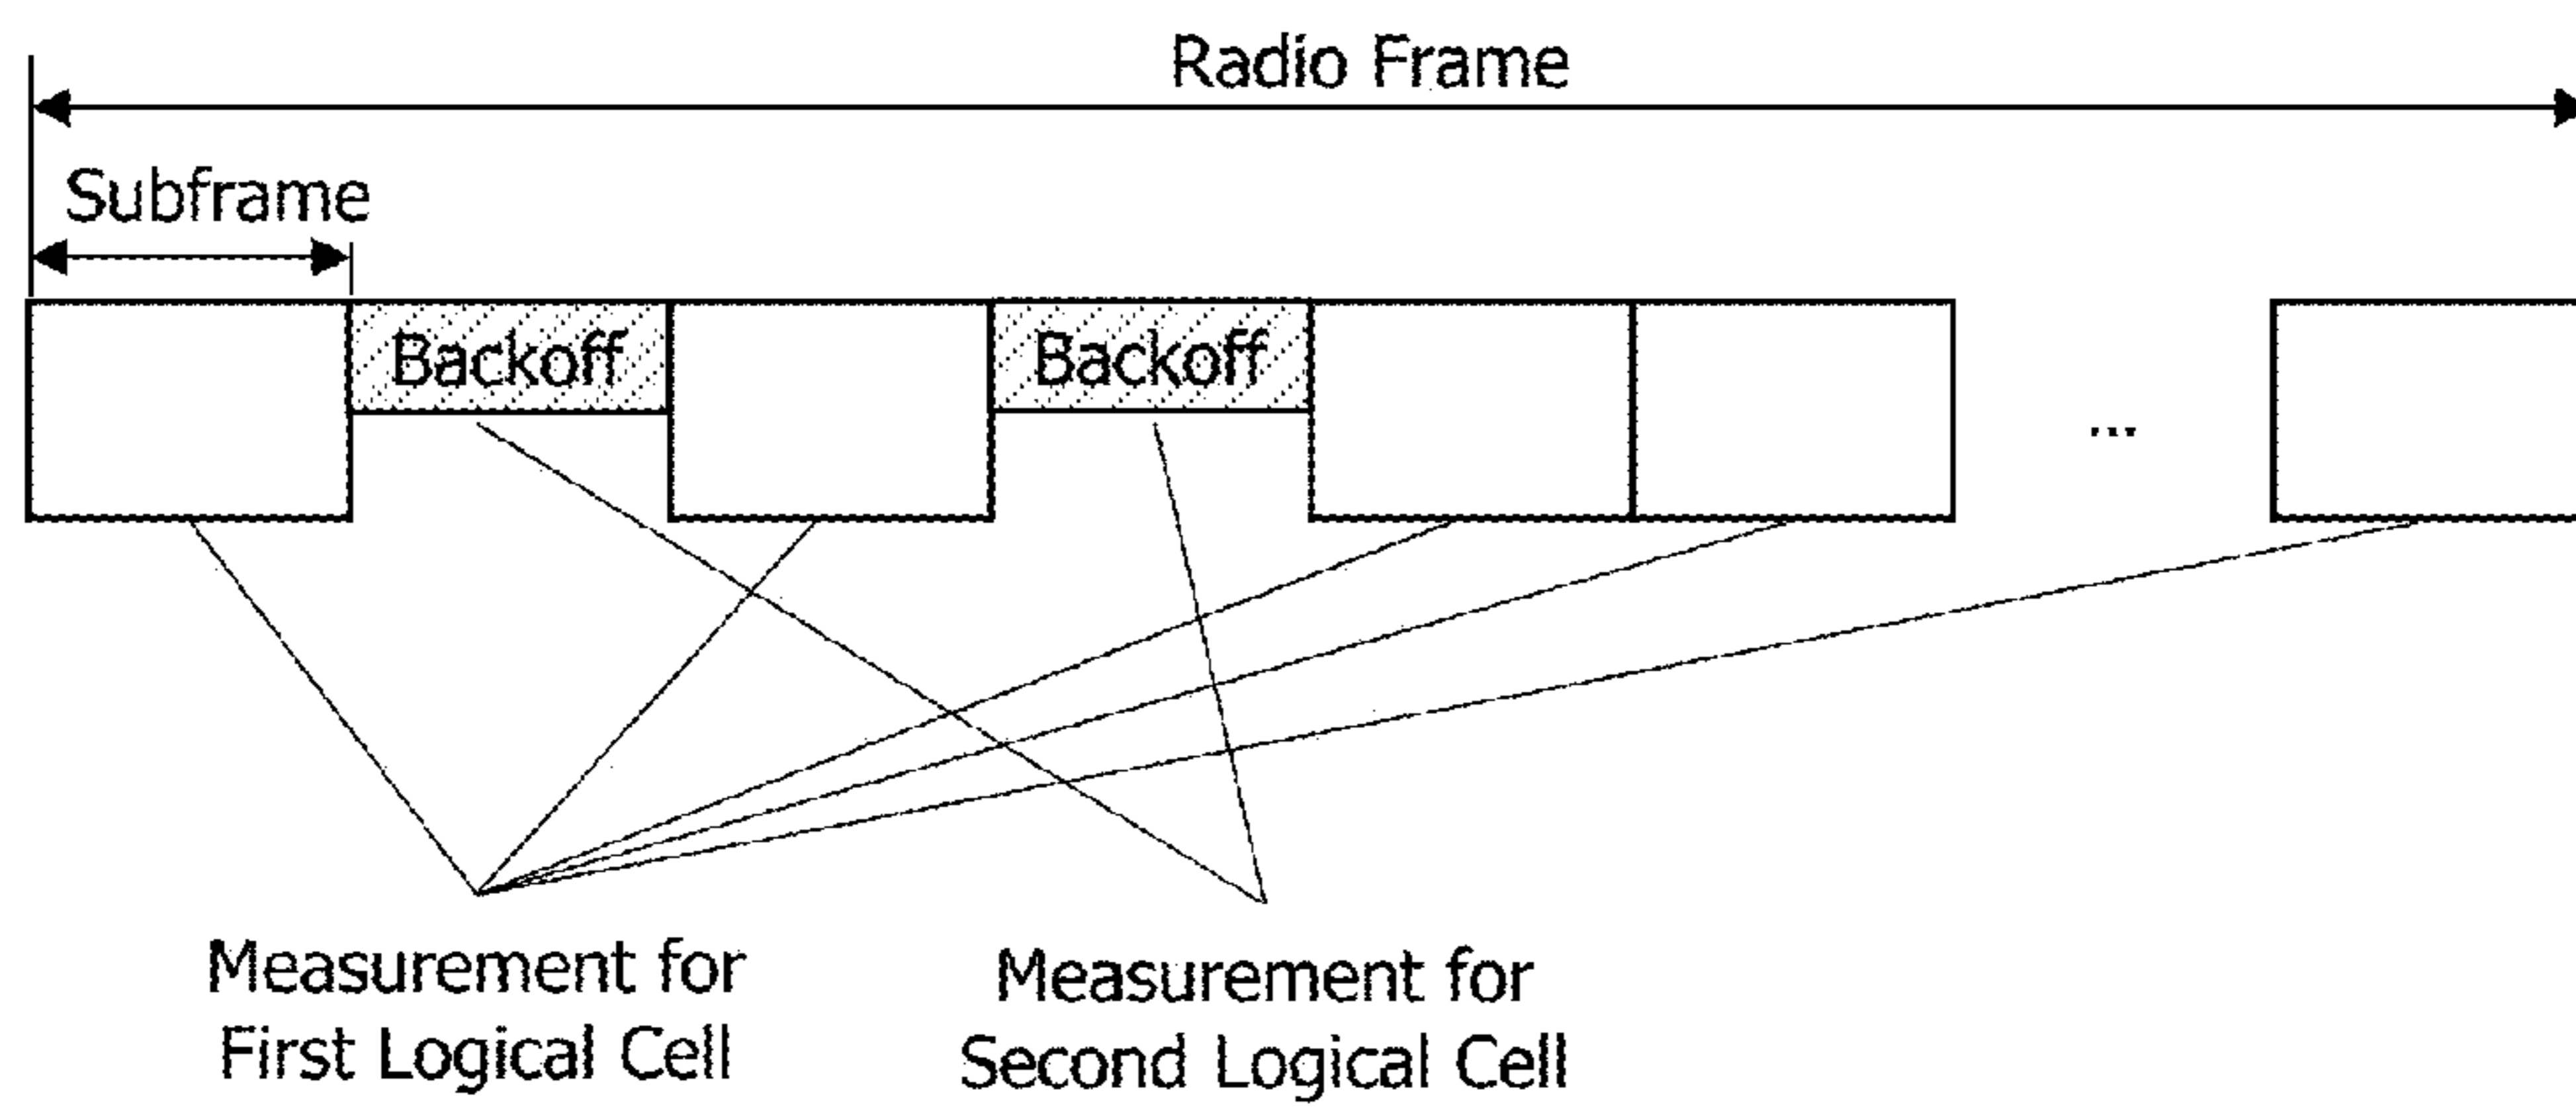 Radio Frame
Subframe
Backoff
Backoff
...
Measurement for
First Logical Cell
Measurement for
Second Logical Cell